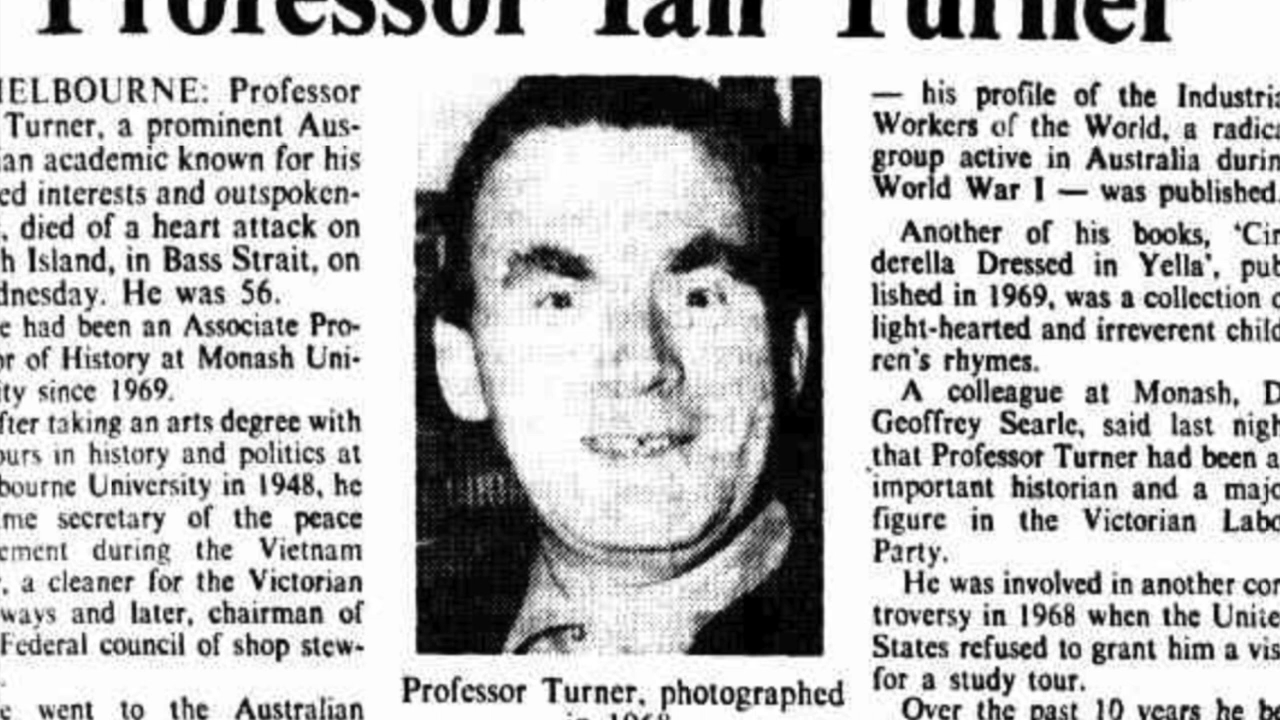 Professor Ian Turner
MELBOURNE: Professor
Turner, a prominent Aus-
ian academic known for his
ed interests and outspoken-
, died of a heart attack on
h Island, in Bass Strait, on
dnesday. He was 56.
e had been an Associate Pro-
or of History at Monash Uni-
ity since 1969.
fter taking an arts degree with
ours in history and politics at
bourne University in 1948, he
me secretary of the peace
ement during the Vietnam
, a cleaner for the Victorian
ways and later, chairman of
Federal council of shop stew-
e went to the Australian
Professor Turner, photographed
in 1968
— his profile of the Industria
Workers of the World, a radica
group active in Australia durin
World War I — was published.
Another of his books, 'Cin
derella Dressed in Yella', pub
lished in 1969, was a collection o
light-hearted and irreverent child
ren's rhymes.
A colleague at Monash, D
Geoffrey Searle, said last nigh
that Professor Turner had been a
important historian and a majo
figure in the Victorian Labo
Party.
He was involved in another con
troversy in 1968 when the Unite
States refused to grant him a vis
for a study tour.
Over the past 10 years he be